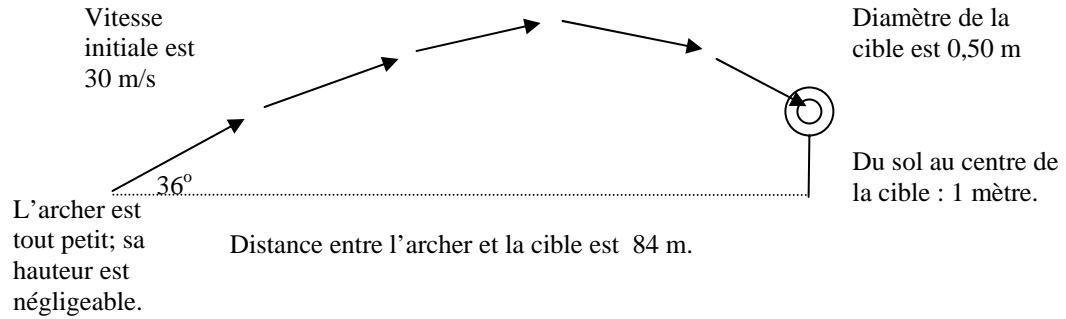 Vitesse
initiale est
30 m/s
Diamètre de la
cible est 0,50 m
36°
Du sol au centre de
la cible : 1 mètre.
L'archer est
tout petit; sa
hauteur est
négligeable.
Distance entre l'archer et la cible est 84 m.